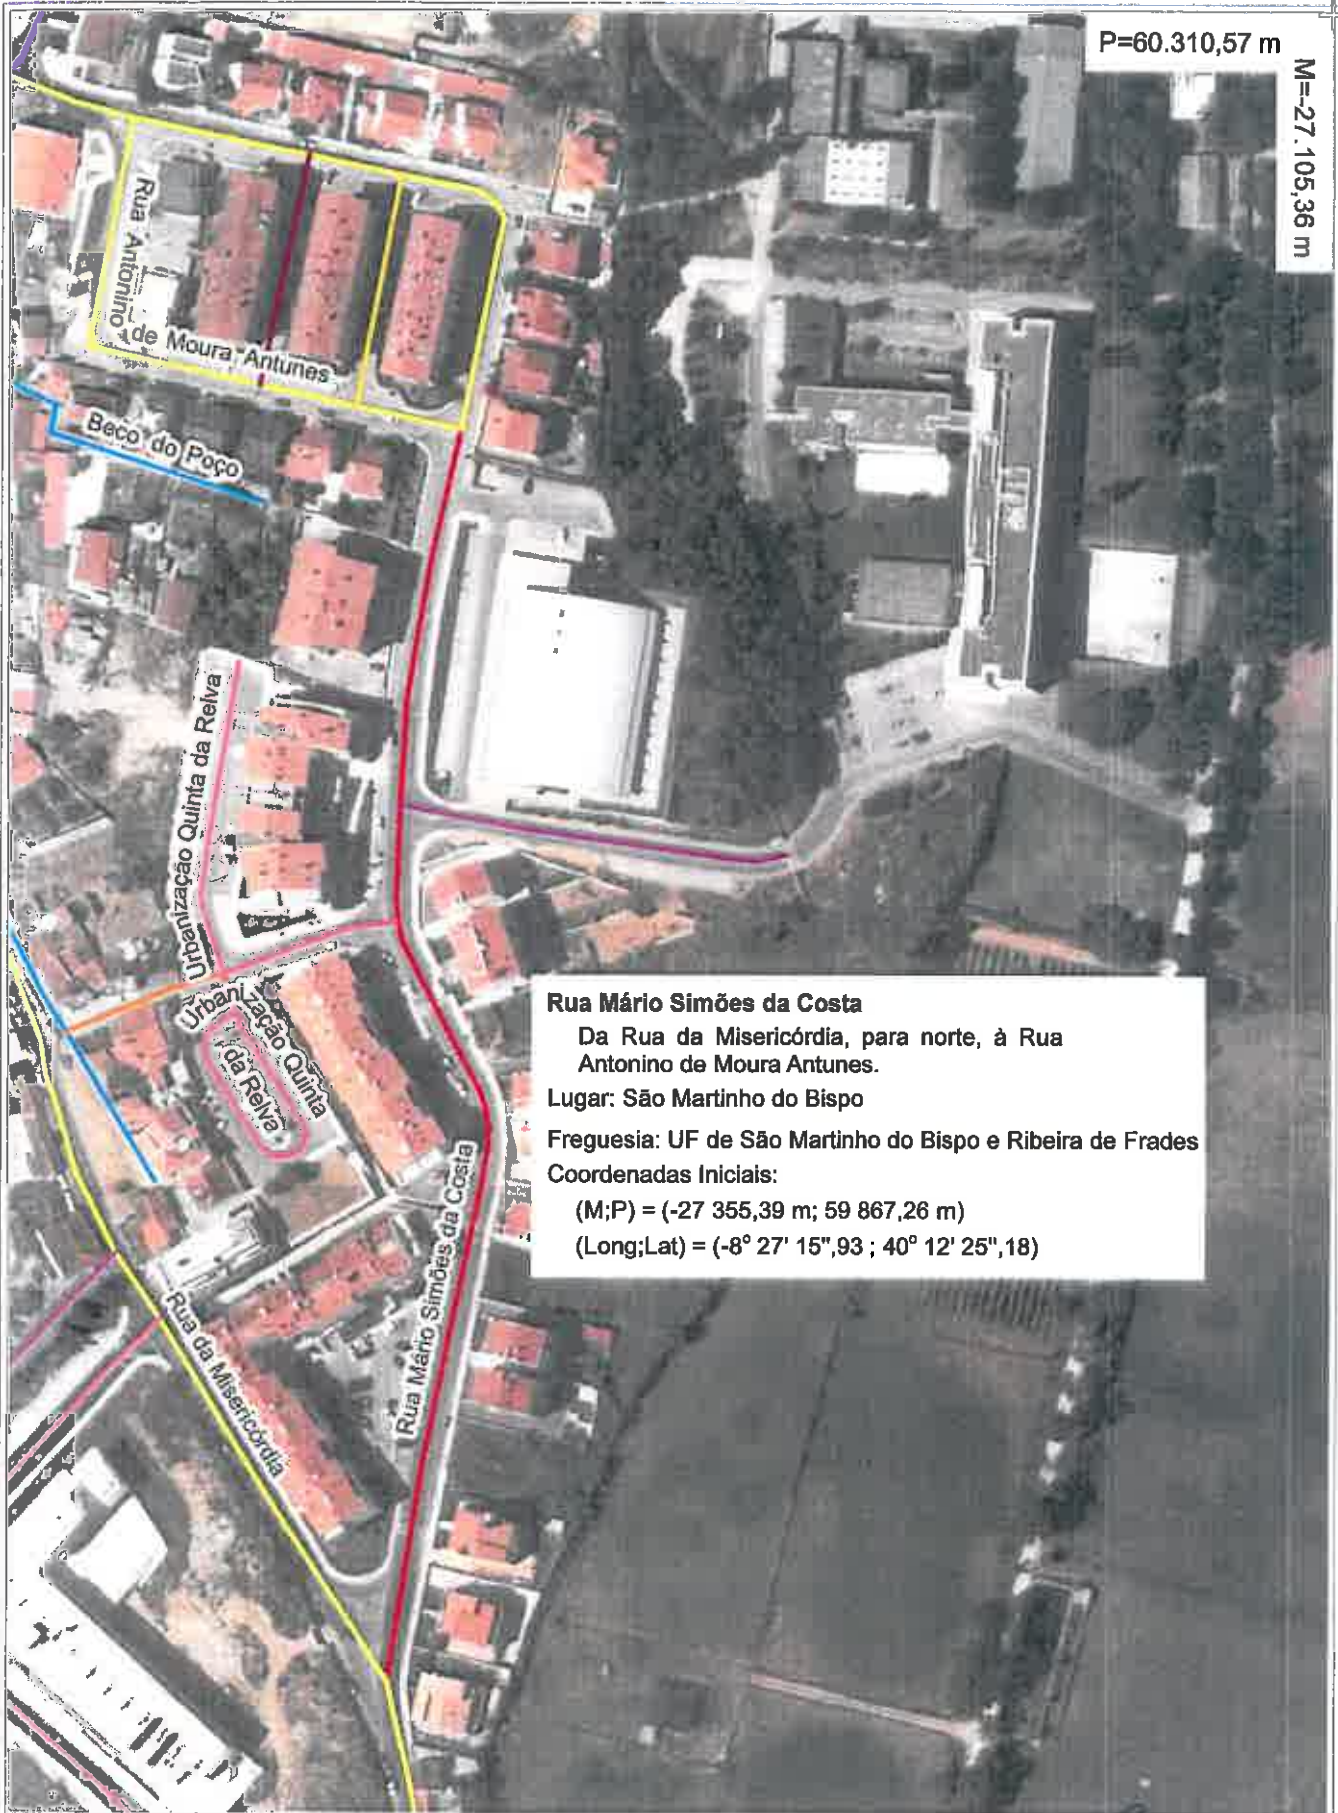 P=60.310,57 m
M=-27.105,36 m
Rua Antonino
de Moura Antunes
Beco do Poço
Urbanização Quinta da Relva
Urbanização Quinta
da Relva
Rua Mário Simões da Costa
Da Rua da Misericórdia, para norte, à Rua
Antonino de Moura Antunes.
Lugar: São Martinho do Bispo
Freguesia: UF de São Martinho do Bispo e Ribeira de Frades
Coordenadas Iniciais:
(M;P) = (-27 355,39 m; 59 867,26 m)
(Long;Lat) = (-8º 27' 15",93 ; 40º 12' 25",18)
Rua Mário Simões da Costa
Rua da Misericórdia